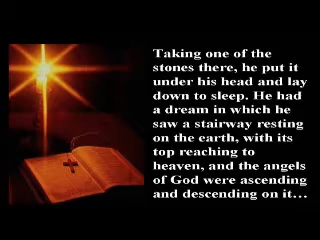 Taking one of the
stones there, he put it
under his head and lay
down to sleep. He had
a dream in which he
saw a stairway resting
on the earth, with its
top reaching to
heaven, and the angels
of God were ascending
and descending on it...